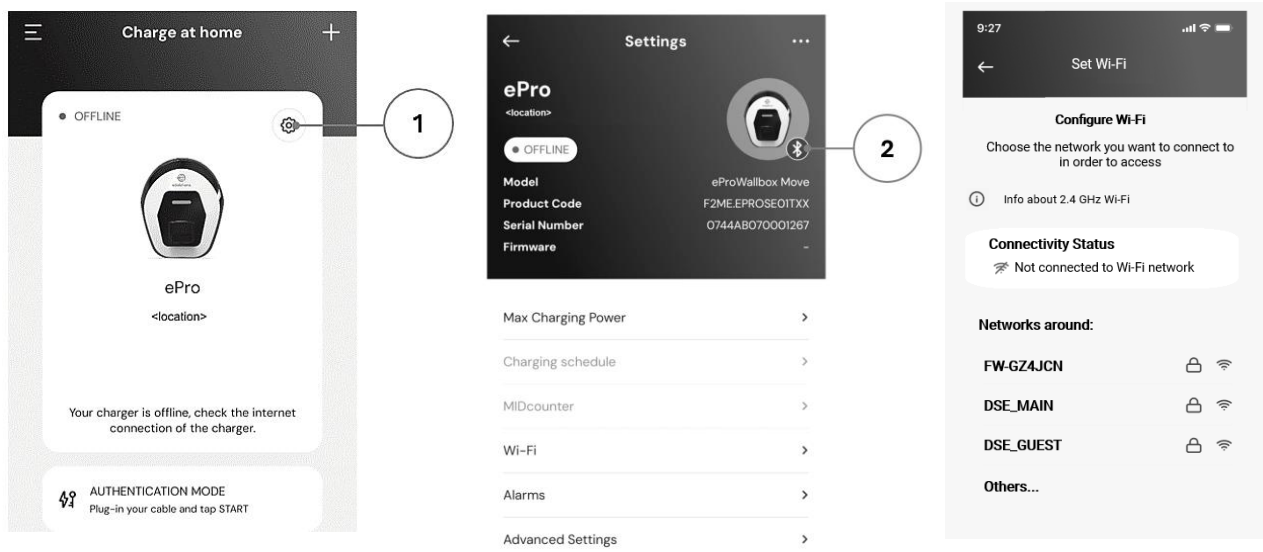 Charge at home
OFFLINE
1
ePro
<location>
Your charger is offline, check the internet
connection of the charger.
AUTHENTICATION MODE
Plug-in your cable and tap START
Settings
ePro
<location>
OFFLINE
2
Model eProWallbox Move
Product Code F2ME.EPROSE01TXX
Serial Number 0744AB070001267
Firmware -
Max Charging Power
Charging schedule
MIDcounter
Wi-Fi
Alarms
Advanced Settings
9:27
Set Wi-Fi
Configure Wi-Fi
Choose the network you want to connect to
in order to access
Info about 2.4 GHz Wi-Fi
Connectivity Status
Not connected to Wi-Fi network
Networks around:
FW-GZ4JCN
DSE_MAIN
DSE_GUEST
Others...